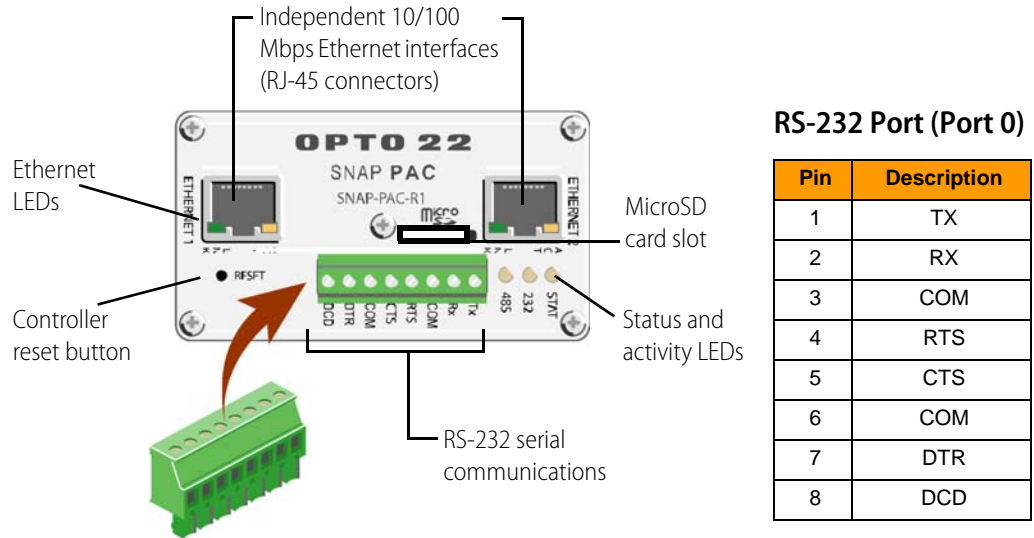 Independent 10/100
Mbps Ethernet interfaces
(RJ-45 connectors)
Ethernet
LEDs
OPTO 22
SNAP PAC
SNAP-PAC-R1
ETHERNET 1
ETHERNET 2
RESET
DCD
DTR
COM
CTS
RTS
COM
Rx
Tx
485
232
STAT
MicroSD
card slot
Controller
reset button
Status and
activity LEDs
RS-232 serial
communications
RS-232 Port (Port 0)
Pin Description
1 TX
2 RX
3 COM
4 RTS
5 CTS
6 COM
7 DTR
8 DCD